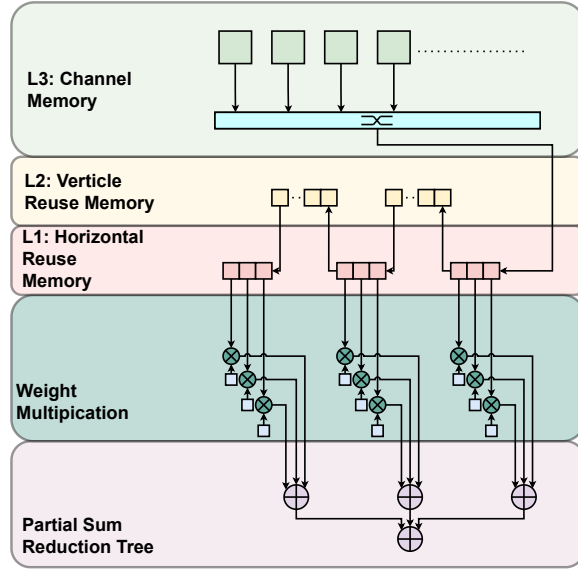 L3: Channel
Memory
L2: Verticle
Reuse Memory
L1: Horizontal
Reuse
Memory
Weight
Multipication
Partial Sum
Reduction Tree